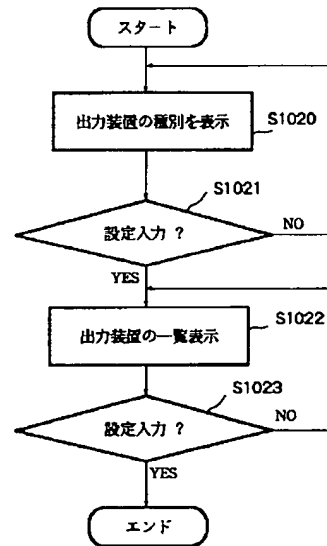 スタート
出力装置の種別を表示
S1020
S1021
設定入力 ?
NO
YES
出力装置の一覧表示
S1022
S1023
設定入力 ?
NO
YES
エンド